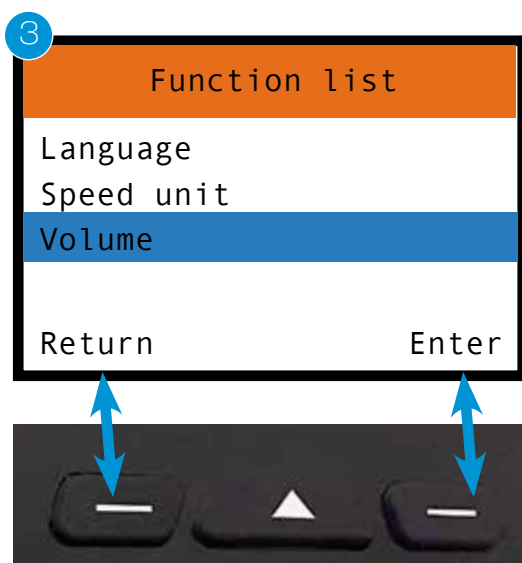 3
Function list
Language
Speed unit
Volume
Return Enter